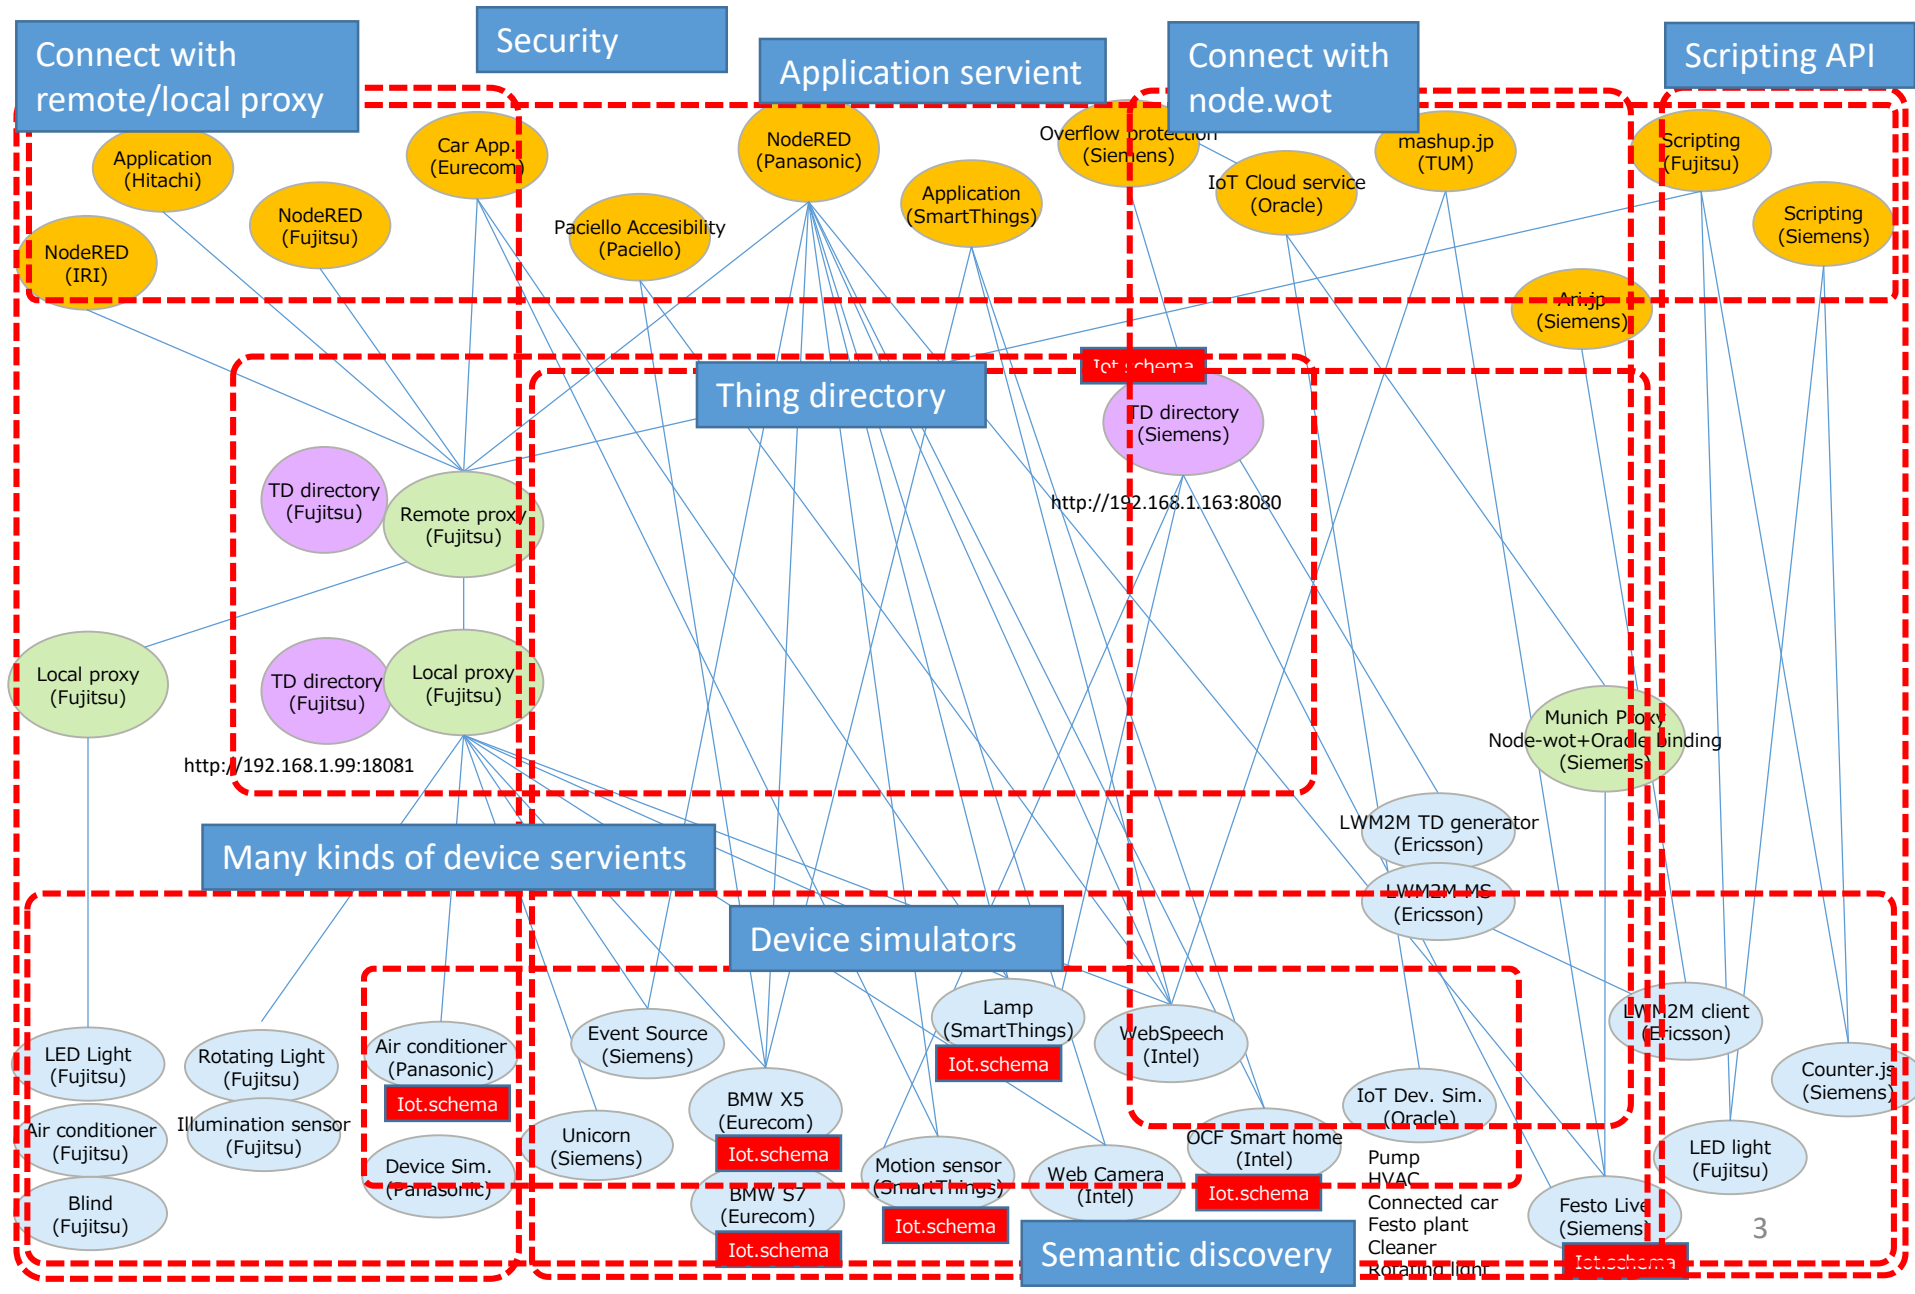 Connect with
remote/local proxy
Security
Application servient
Connect with
node.wot
Scripting API
Application
(Hitachi)
Car App.
(Eurecom)
NodeRED
(Panasonic)
Overflow protection
(Siemens)
mashup.jp
(TUM)
Scripting
(Fujitsu)
NodeRED
(IRI)
NodeRED
(Fujitsu)
Paciello Accesibility
(Paciello)
Application
(SmartThings)
IoT Cloud service
(Oracle)
Scripting
(Siemens)
Ari.jp
(Siemens)
Iot.schema
Thing directory
TD directory
(Siemens)
http://192.168.1.163:8080
TD directory
(Fujitsu)
Remote proxy
(Fujitsu)
Local proxy
(Fujitsu)
TD directory
(Fujitsu)
Local proxy
(Fujitsu)
http://192.168.1.99:18081
Munich Proxy
Node-wot+Oracle binding
(Siemens)
LWM2M TD generator
(Ericsson)
LWM2M MS
(Ericsson)
Many kinds of device servients
Device simulators
LED Light
(Fujitsu)
Air conditioner
(Fujitsu)
Blind
(Fujitsu)
Rotating Light
(Fujitsu)
Illumination sensor
(Fujitsu)
Air conditioner
(Panasonic)
Iot.schema
Device Sim.
(Panasonic)
Event Source
(Siemens)
Unicorn
(Siemens)
BMW X5
(Eurecom)
Iot.schema
BMW S7
(Eurecom)
Iot.schema
Lamp
(SmartThings)
Iot.schema
Motion sensor
(SmartThings)
Iot.schema
WebSpeech
(Intel)
Web Camera
(Intel)
OCF Smart home
(Intel)
Iot.schema
IoT Dev. Sim.
(Oracle)
Pump
HVAC
Connected car
Festo plant
Cleaner
Rotating light
LWM2M client
(Ericsson)
Counter.js
(Siemens)
LED light
(Fujitsu)
Festo Live
(Siemens)
Iot.schema
Semantic discovery
3